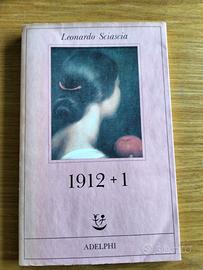 Leonardo Sciascia
1912 + 1
ADELPHI